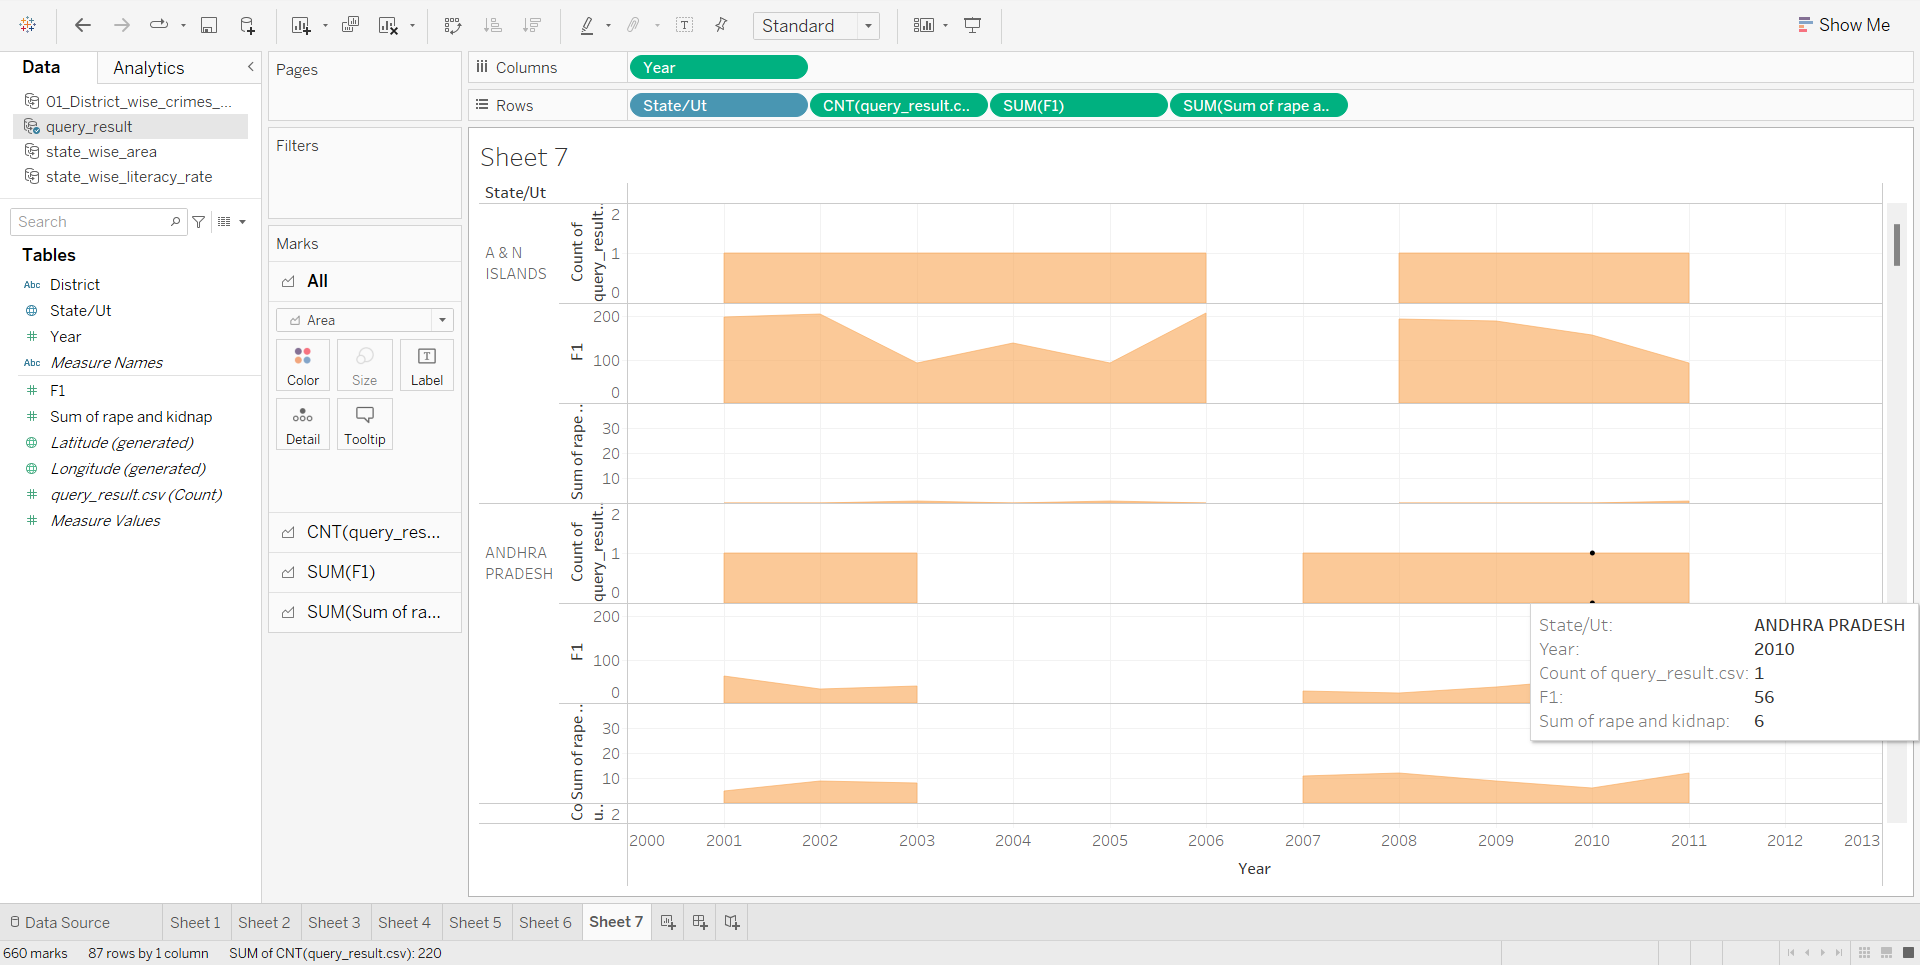 Standard
Show Me
Data
Analytics
01_District_wise_crimes_...
query_result
state_wise_area
state_wise_literacy_rate
Search
Tables
Abc District
State/Ut
Year
Abc Measure Names
F1
Sum of rape and kidnap
Latitude (generated)
Longitude (generated)
query_result.csv (Count)
Measure Values
Pages
Filters
Marks
All
Area
Color
Size
Label
Detail
Tooltip
CNT(query_res...
SUM(F1)
SUM(Sum of ra...
Columns
Year
Rows
State/Ut
CNT(query_result.c..
SUM(F1)
SUM(Sum of rape a..
Sheet 7
State/Ut
A & N
ISLANDS
Count of
query_result..
2
1
0
F1
200
100
0
Sum of rape ..
30
20
10
ANDHRA
PRADESH
Count of
query_result..
2
1
0
F1
200
100
0
Sum of rape ..
30
20
10
Co
u..
2
State/Ut: ANDHRA PRADESH
Year: 2010
Count of query_result.csv: 1
F1: 56
Sum of rape and kidnap: 6
2000 2001 2002 2003 2004 2005 2006 2007 2008 2009 2010 2011 2012 2013
Year
Data Source
Sheet 1
Sheet 2
Sheet 3
Sheet 4
Sheet 5
Sheet 6
Sheet 7
660 marks
87 rows by 1 column
SUM of CNT(query_result.csv): 220